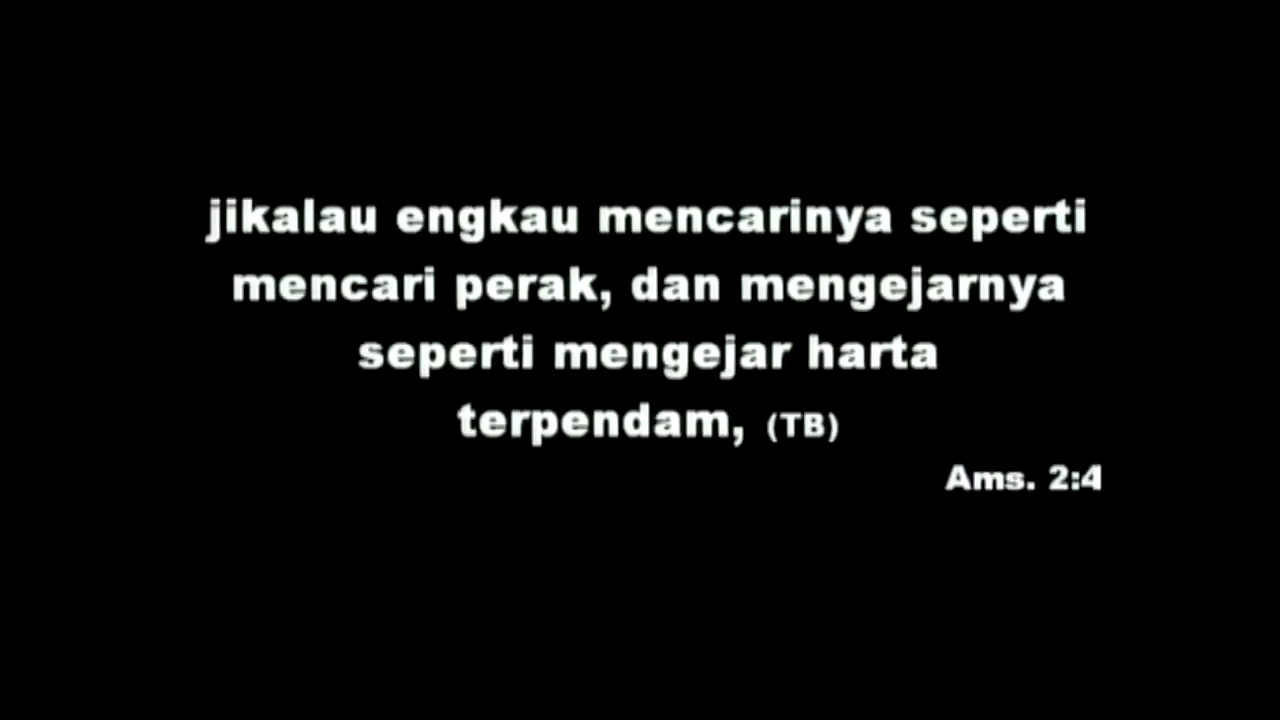 jikalau engkau mencarinya seperti
mencari perak, dan mengejarnya
seperti mengejar harta
terpendam, (TB)
Ams. 2:4